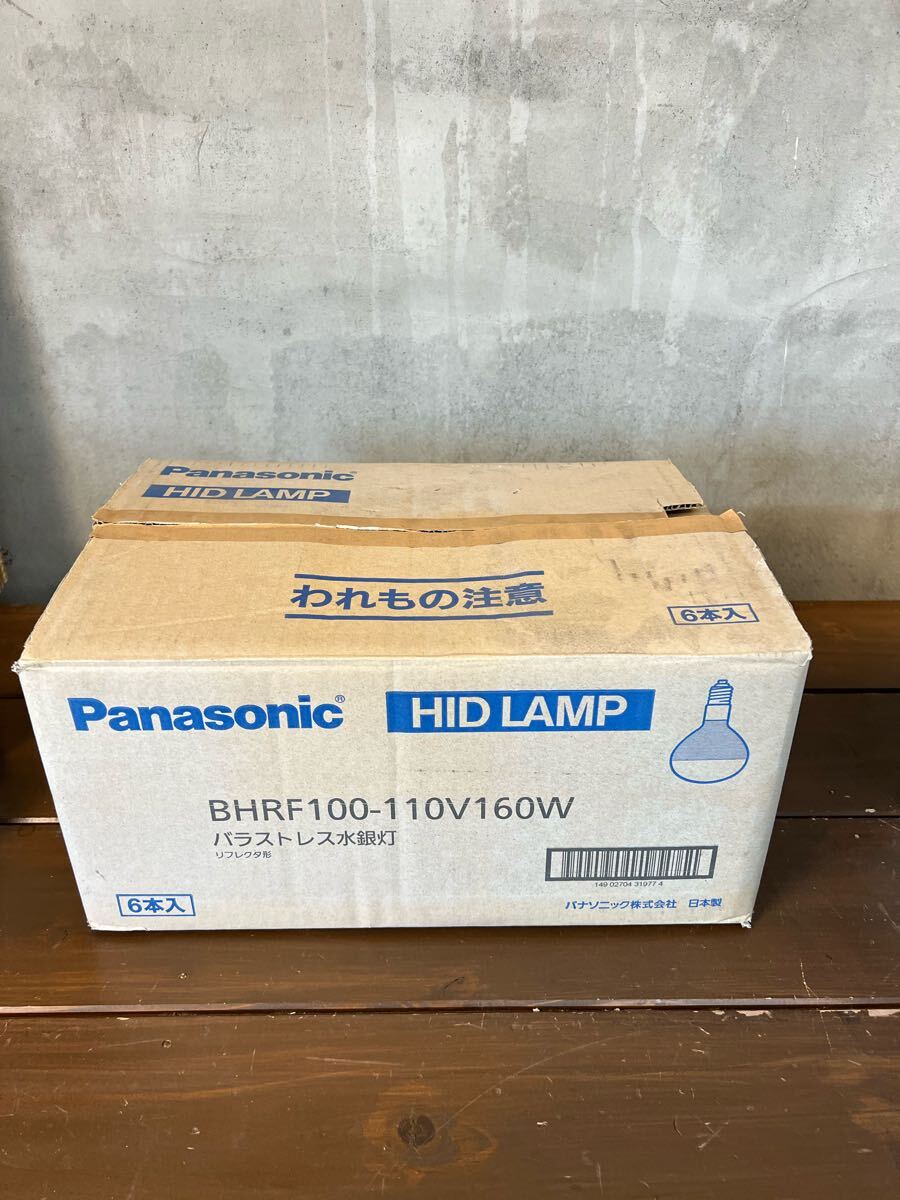 Panasonic
HID LAMP
われもの注意
6本入
Panasonic®
HID LAMP
BHRF100-110V160W
バラストレス水銀灯
リフレクタ形
149 02704 31977 4
6本入
パナソニック株式会社 日本製